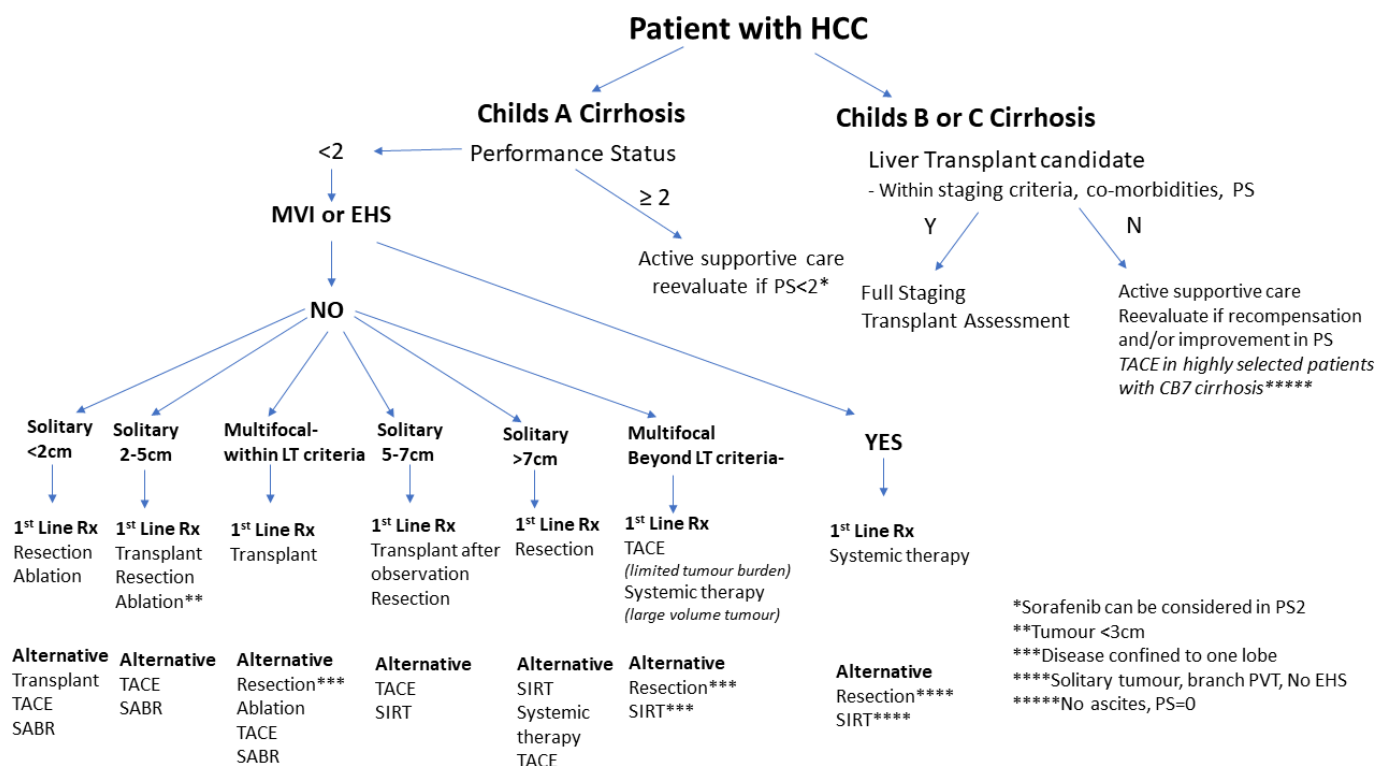 Patient with HCC
Childs A Cirrhosis
Performance Status
<2
≥ 2
MVI or EHS
Active supportive care
reevaluate if PS<2*
NO
Childs B or C Cirrhosis
Liver Transplant candidate
- Within staging criteria, co-morbidities, PS
Y
N
Full Staging
Transplant Assessment
Active supportive care
Reevaluate if recompensation
and/or improvement in PS
TACE in highly selected patients
with CB7 cirrhosis*****
Solitary
<2cm
1st Line Rx
Resection
Ablation
Alternative
Transplant
TACE
SABR
Solitary
2-5cm
1st Line Rx
Transplant
Resection
Ablation**
Alternative
TACE
SABR
Multifocal-
within LT criteria
1st Line Rx
Transplant
Alternative
Resection***
Ablation
TACE
SABR
Solitary
5-7cm
1st Line Rx
Transplant after
observation
Resection
Alternative
TACE
SIRT
Solitary
>7cm
1st Line Rx
Resection
Alternative
SIRT
Systemic
therapy
TACE
Multifocal
Beyond LT criteria-
1st Line Rx
TACE
(limited tumour burden)
Systemic therapy
(large volume tumour)
Alternative
Resection***
SIRT***
YES
1st Line Rx
Systemic therapy
Alternative
Resection****
SIRT****
*Sorafenib can be considered in PS2
**Tumour <3cm
***Disease confined to one lobe
****Solitary tumour, branch PVT, No EHS
*****No ascites, PS=0